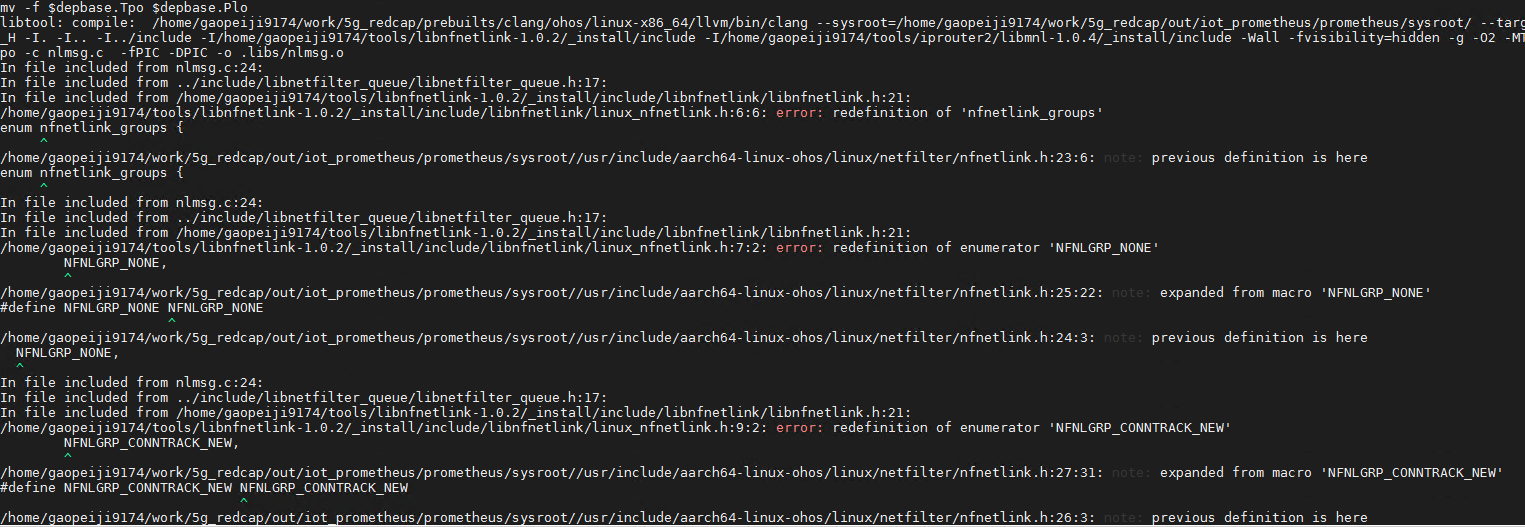 mv -f $depbase.Tpo $depbase.Plo
libtool: compile:  /home/gaopeiji9174/work/5g_redcap/prebuilts/clang/ohos/linux-x86_64/llvm/bin/clang --sysroot=/home/gaopeiji9174/work/5g_redcap/out/iot_prometheus/prometheus/sysroot/ --targ
_H -I. -I.. -I../include -I/home/gaopeiji9174/tools/libnfnetlink-1.0.2/_install/include -I/home/gaopeiji9174/tools/iprouter2/libmnl-1.0.4/_install/include -Wall -fvisibility=hidden -g -O2 -MT
po -c nlmsg.c  -fPIC -DPIC -o .libs/nlmsg.o
In file included from nlmsg.c:24:
In file included from ../include/libnetfilter_queue/libnetfilter_queue.h:17:
In file included from /home/gaopeiji9174/tools/libnfnetlink-1.0.2/_install/include/libnfnetlink/libnfnetlink.h:21:
/home/gaopeiji9174/tools/libnfnetlink-1.0.2/_install/include/libnfnetlink/linux_nfnetlink.h:6:6: error: redefinition of 'nfnetlink_groups'
enum nfnetlink_groups {
     ^
/home/gaopeiji9174/work/5g_redcap/out/iot_prometheus/prometheus/sysroot//usr/include/aarch64-linux-ohos/linux/netfilter/nfnetlink.h:23:6: note: previous definition is here
enum nfnetlink_groups {
     ^
In file included from nlmsg.c:24:
In file included from ../include/libnetfilter_queue/libnetfilter_queue.h:17:
In file included from /home/gaopeiji9174/tools/libnfnetlink-1.0.2/_install/include/libnfnetlink/libnfnetlink.h:21:
/home/gaopeiji9174/tools/libnfnetlink-1.0.2/_install/include/libnfnetlink/linux_nfnetlink.h:7:2: error: redefinition of enumerator 'NFNLGRP_NONE'
        NFNLGRP_NONE,
        ^
/home/gaopeiji9174/work/5g_redcap/out/iot_prometheus/prometheus/sysroot//usr/include/aarch64-linux-ohos/linux/netfilter/nfnetlink.h:25:22: note: expanded from macro 'NFNLGRP_NONE'
#define NFNLGRP_NONE NFNLGRP_NONE
                     ^
/home/gaopeiji9174/work/5g_redcap/out/iot_prometheus/prometheus/sysroot//usr/include/aarch64-linux-ohos/linux/netfilter/nfnetlink.h:24:3: note: previous definition is here
  NFNLGRP_NONE,
  ^
In file included from nlmsg.c:24:
In file included from ../include/libnetfilter_queue/libnetfilter_queue.h:17:
In file included from /home/gaopeiji9174/tools/libnfnetlink-1.0.2/_install/include/libnfnetlink/libnfnetlink.h:21:
/home/gaopeiji9174/tools/libnfnetlink-1.0.2/_install/include/libnfnetlink/linux_nfnetlink.h:9:2: error: redefinition of enumerator 'NFNLGRP_CONNTRACK_NEW'
        NFNLGRP_CONNTRACK_NEW,
        ^
/home/gaopeiji9174/work/5g_redcap/out/iot_prometheus/prometheus/sysroot//usr/include/aarch64-linux-ohos/linux/netfilter/nfnetlink.h:27:31: note: expanded from macro 'NFNLGRP_CONNTRACK_NEW'
#define NFNLGRP_CONNTRACK_NEW NFNLGRP_CONNTRACK_NEW
                              ^
/home/gaopeiji9174/work/5g_redcap/out/iot_prometheus/prometheus/sysroot//usr/include/aarch64-linux-ohos/linux/netfilter/nfnetlink.h:26:3: note: previous definition is here